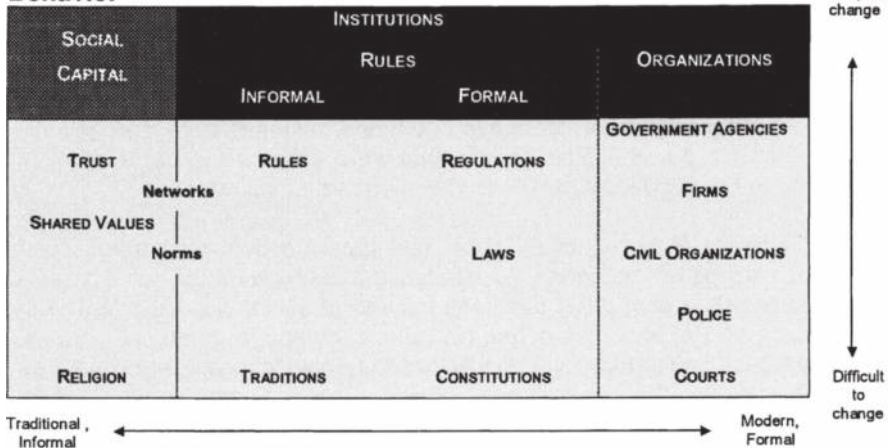 change
INSTITUTIONS
SOCIAL
CAPITAL
RULES
ORGANIZATIONS
INFORMAL
FORMAL
GOVERNMENT AGENCIES
TRUST
RULES
REGULATIONS
Networks
FIRMS
SHARED VALUES
Norms
LAWS
CIVIL ORGANIZATIONS
POLICE
RELIGION
TRADITIONS
CONSTITUTIONS
COURTS
Difficult
to
change
Traditional ,
Informal
Modern,
Formal